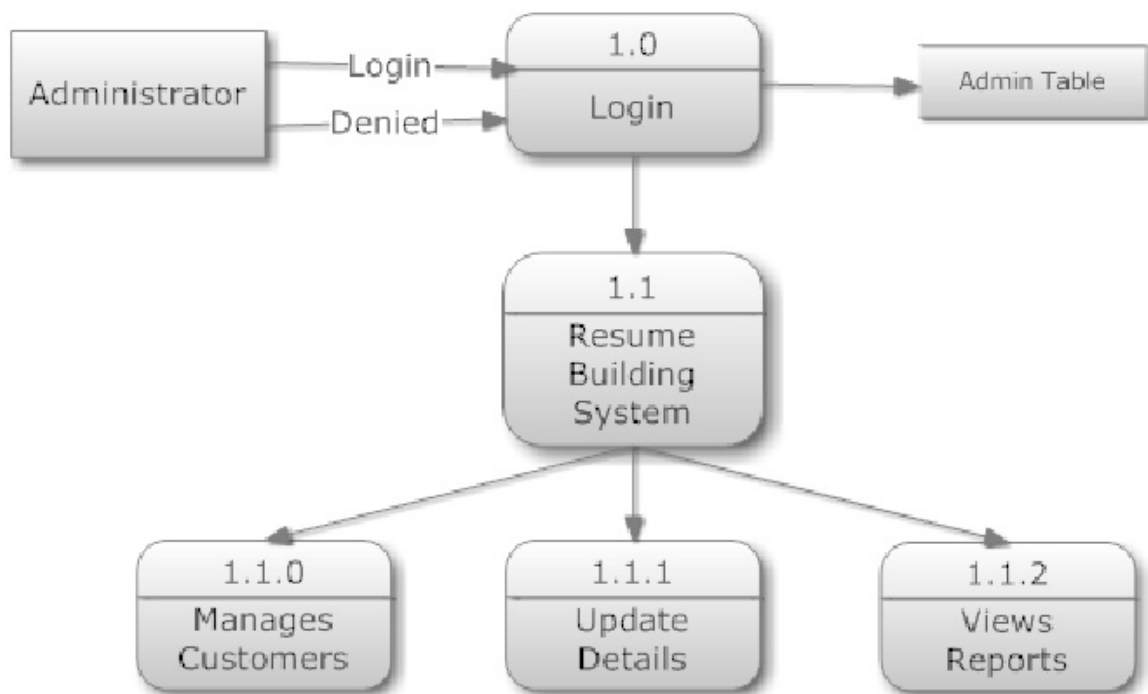 Administrator
Login
Denied
1.0
Login
Admin Table
1.1
Resume
Building
System
1.1.0
Manages
Customers
1.1.1
Update
Details
1.1.2
Views
Reports